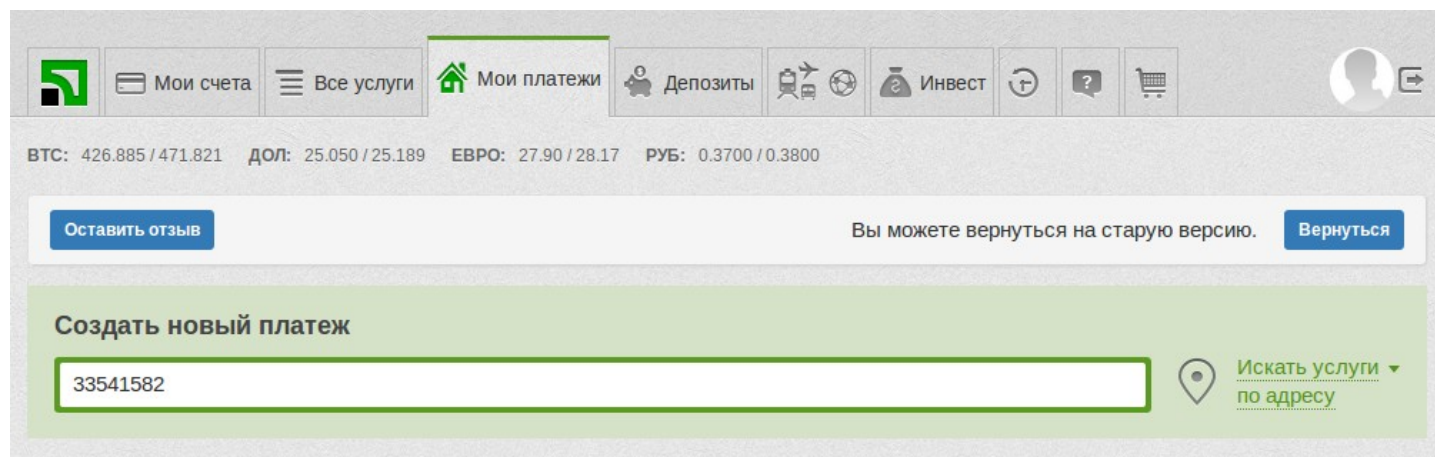 Мои счета Все услуги Мои платежи Депозиты Инвест
BTC: 426.885 / 471.821 ДОЛ: 25.050 / 25.189 ЕВРО: 27.90 / 28.17 РУБ: 0.3700 / 0.3800
Оставить отзыв Вы можете вернуться на старую версию. Вернуться
Создать новый платеж
33541582 Искать услуги
по адресу